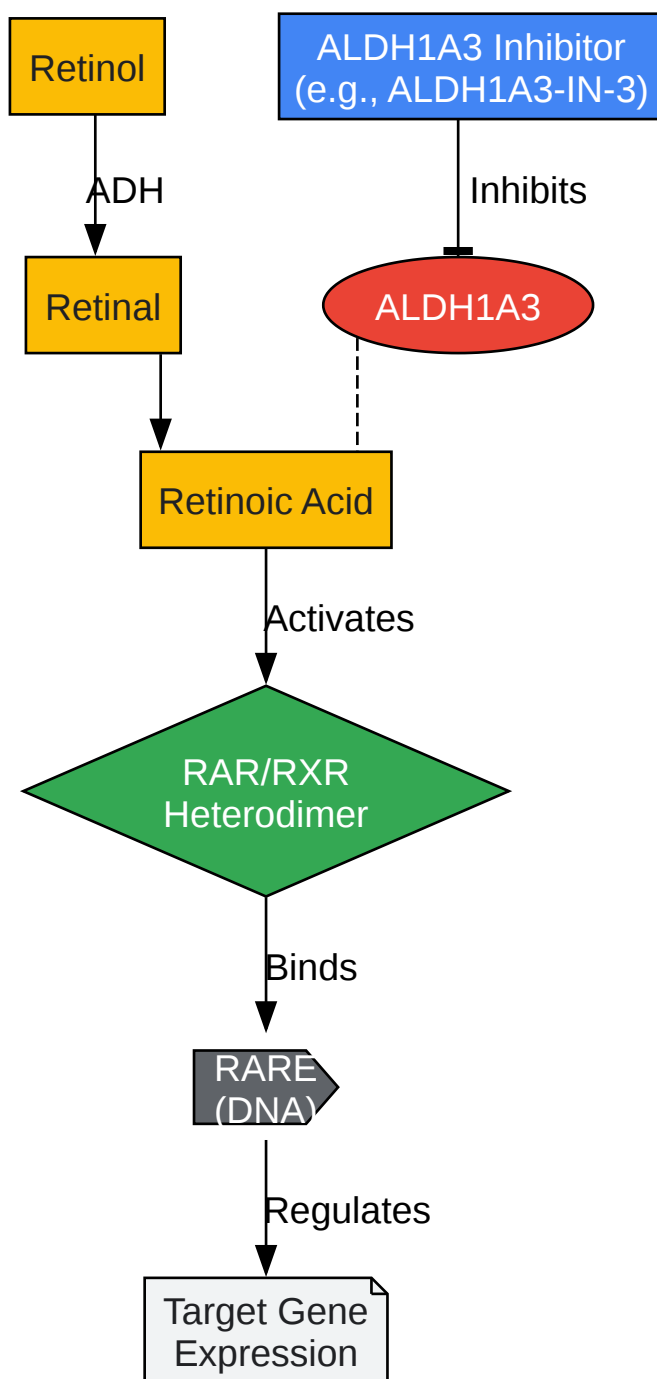 Retinol
ALDH1A3 Inhibitor
(e.g., ALDH1A3-IN-3)
ADH
Inhibits
Retinal
ALDH1A3
Retinoic Acid
Activates
RAR/RXR
Heterodimer
Binds
RARE
(DNA)
Regulates
Target Gene
Expression